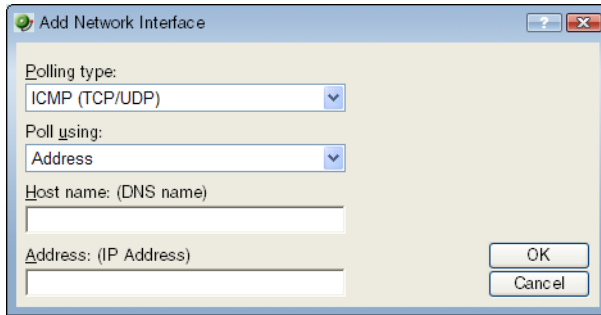 Add Network Interface
Polling type:
ICMP (TCP/UDP)
Poll using:
Address
Host name: (DNS name)
Address: (IP Address)
OK
Cancel